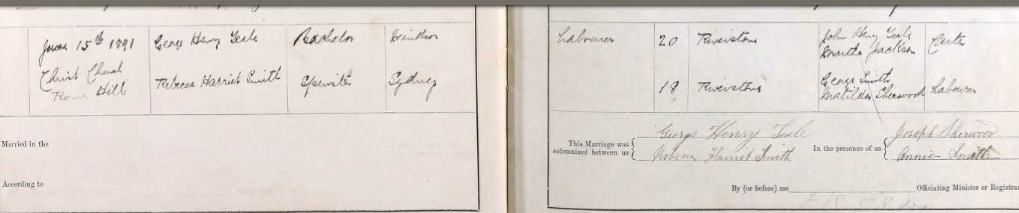 June 15th 1891 George Henry Teale Bachelor Windsor Labourer 20 Riverstone John Henry Teale Carter
Martha Jackson
Christ Church Rebecca Harriet Smith Spinster Sydney 19 Riverstone George Smith Labourer
Rouse Hill Matilda Sherwood
George Henry Teale Joseph Sherwood
Married in the This Marriage was solemnized between us Rebecca Harriet Smith In the presence of us Annie Smith
According to By (or before) me Officiating Minister or Registrar